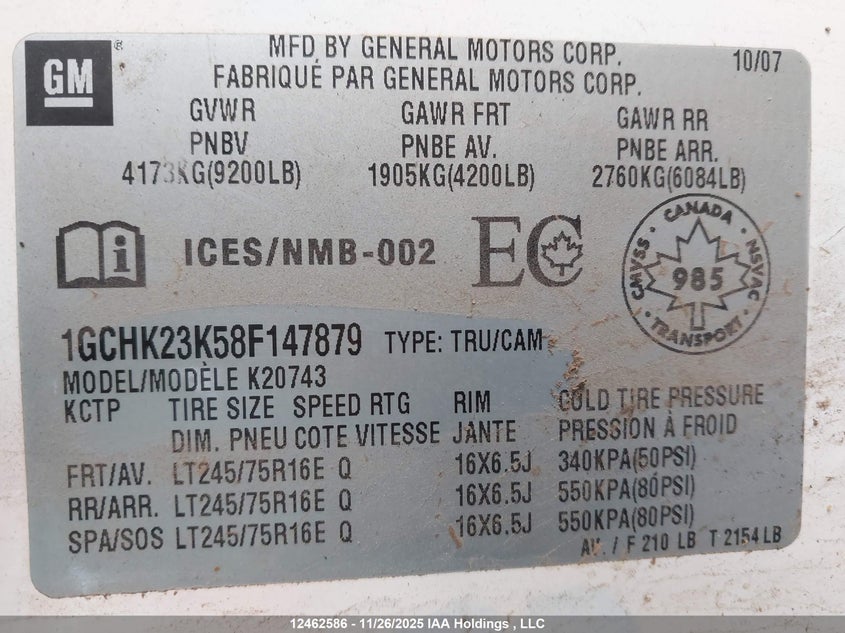 GM ®
MFD BY GENERAL MOTORS CORP.
FABRIQUÉ PAR GENERAL MOTORS CORP.
10/07
GVWR GAWR FRT GAWR RR
PNBV PNBE AV. PNBE ARR.
4173KG(9200LB) 1905KG(4200LB) 2760KG(6084LB)
i ICES/NMB-002 EC
CANADA CMVSS NSVAC 985 TRANSPORT
1GCHK23K58F147879 TYPE: TRU/CAM
MODEL/MODÈLE K20743
KCTP TIRE SIZE SPEED RTG RIM COLD TIRE PRESSURE
DIM. PNEU COTE VITESSE JANTE PRESSION À FROID
FRT/AV. LT245/75R16E Q 16X6.5J 340KPA(50PSI)
RR/ARR. LT245/75R16E Q 16X6.5J 550KPA(80PSI)
SPA/SOS LT245/75R16E Q 16X6.5J 550KPA(80PSI)
AV. / F 210 LB T 2154 LB
12462586 - 11/26/2025 IAA Holdings , LLC